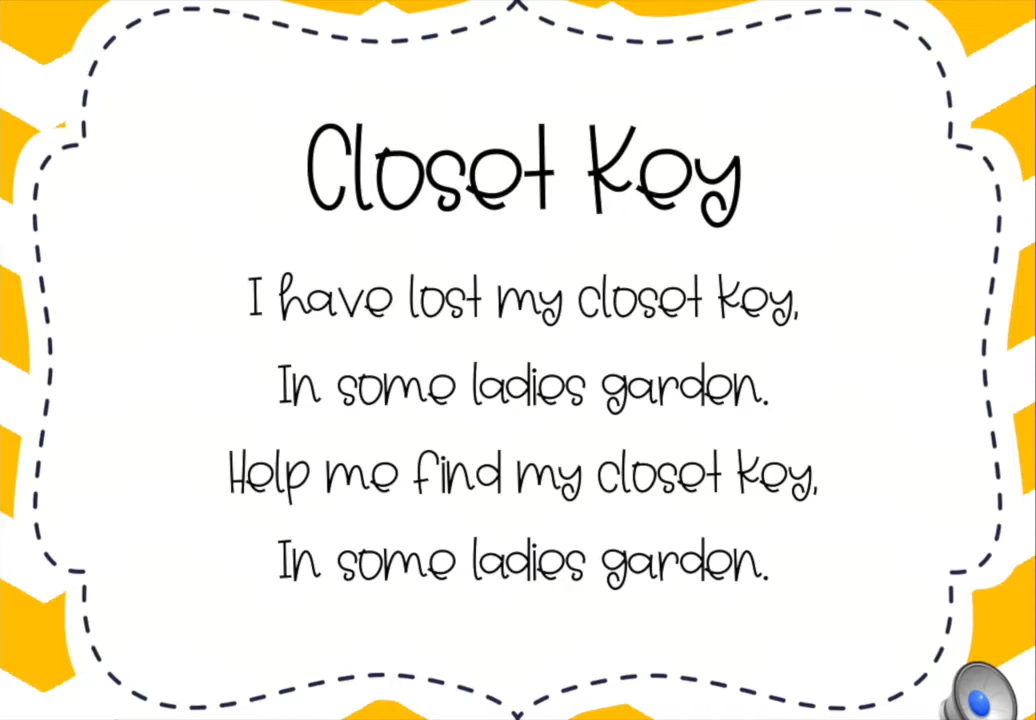 Closet Key
I have lost my closet key,
In some ladies garden.
Help me find my closet key,
In some ladies garden.